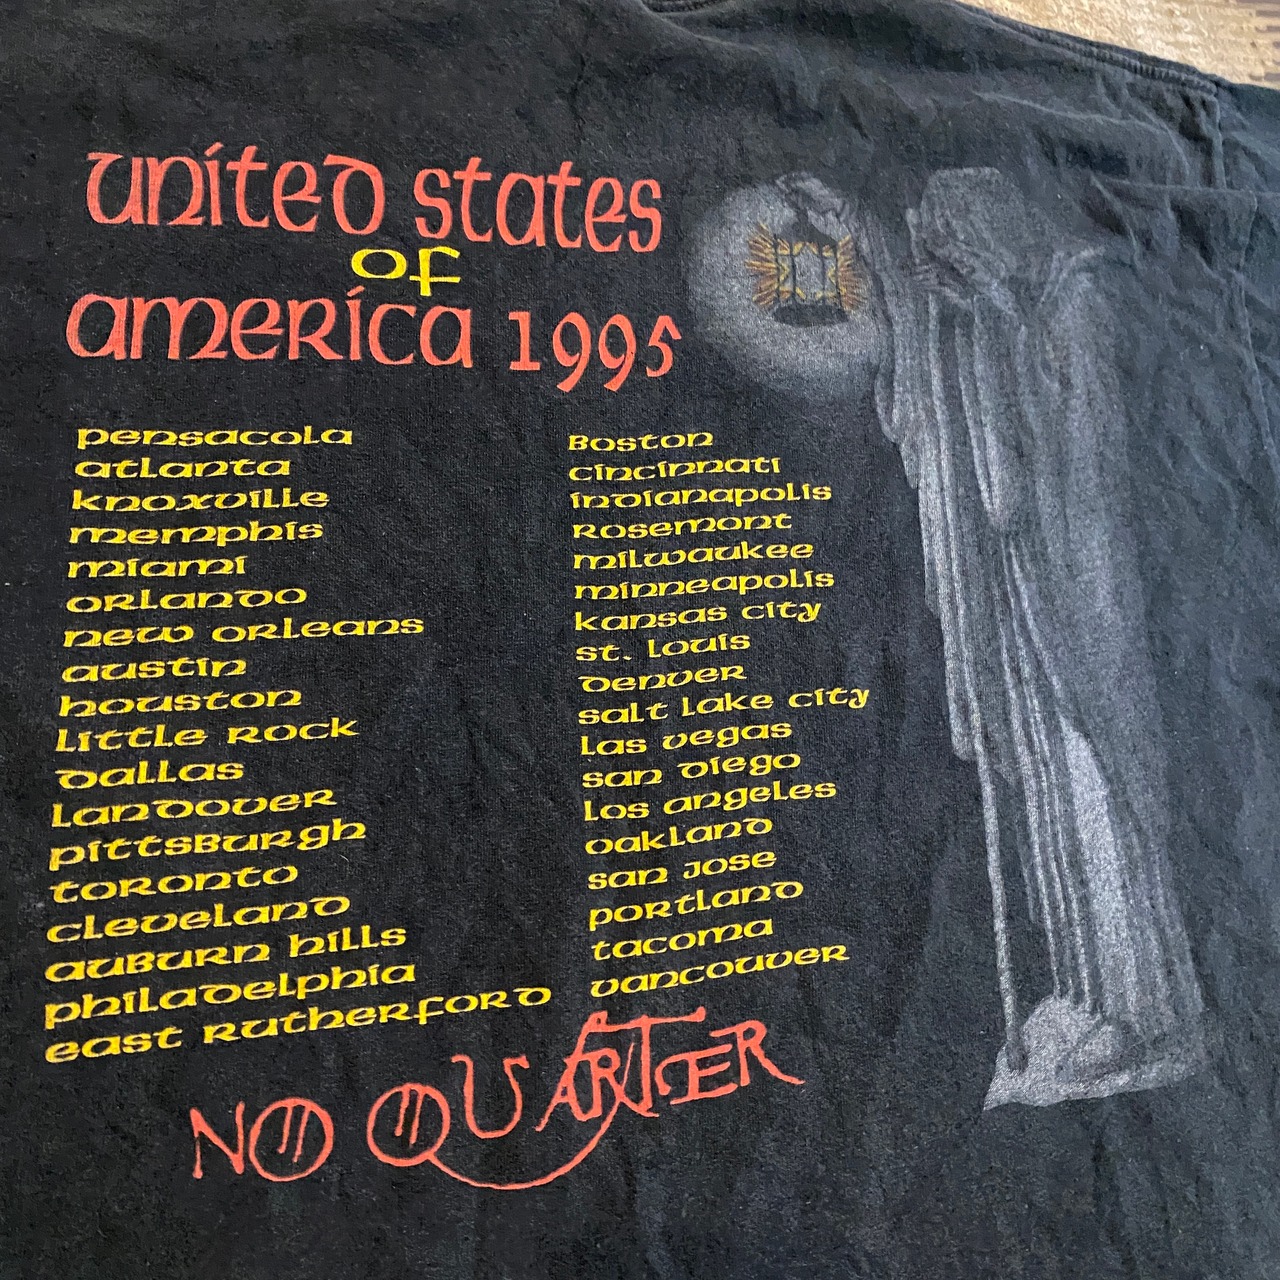 united states
of
america 1995
pensacola
atlanta
knoxville
memphis
miami
orlando
new orleans
austin
houston
little rock
dallas
landover
pittsburgh
toronto
cleveland
auburn hills
philadelphia
east rutherford
Boston
cincinnati
indianapolis
Rosemont
milwaukee
minneapolis
kansas city
st. louis
denver
salt lake city
las vegas
san diego
los angeles
oakland
san jose
portland
tacoma
vancouver
NO QUARTER